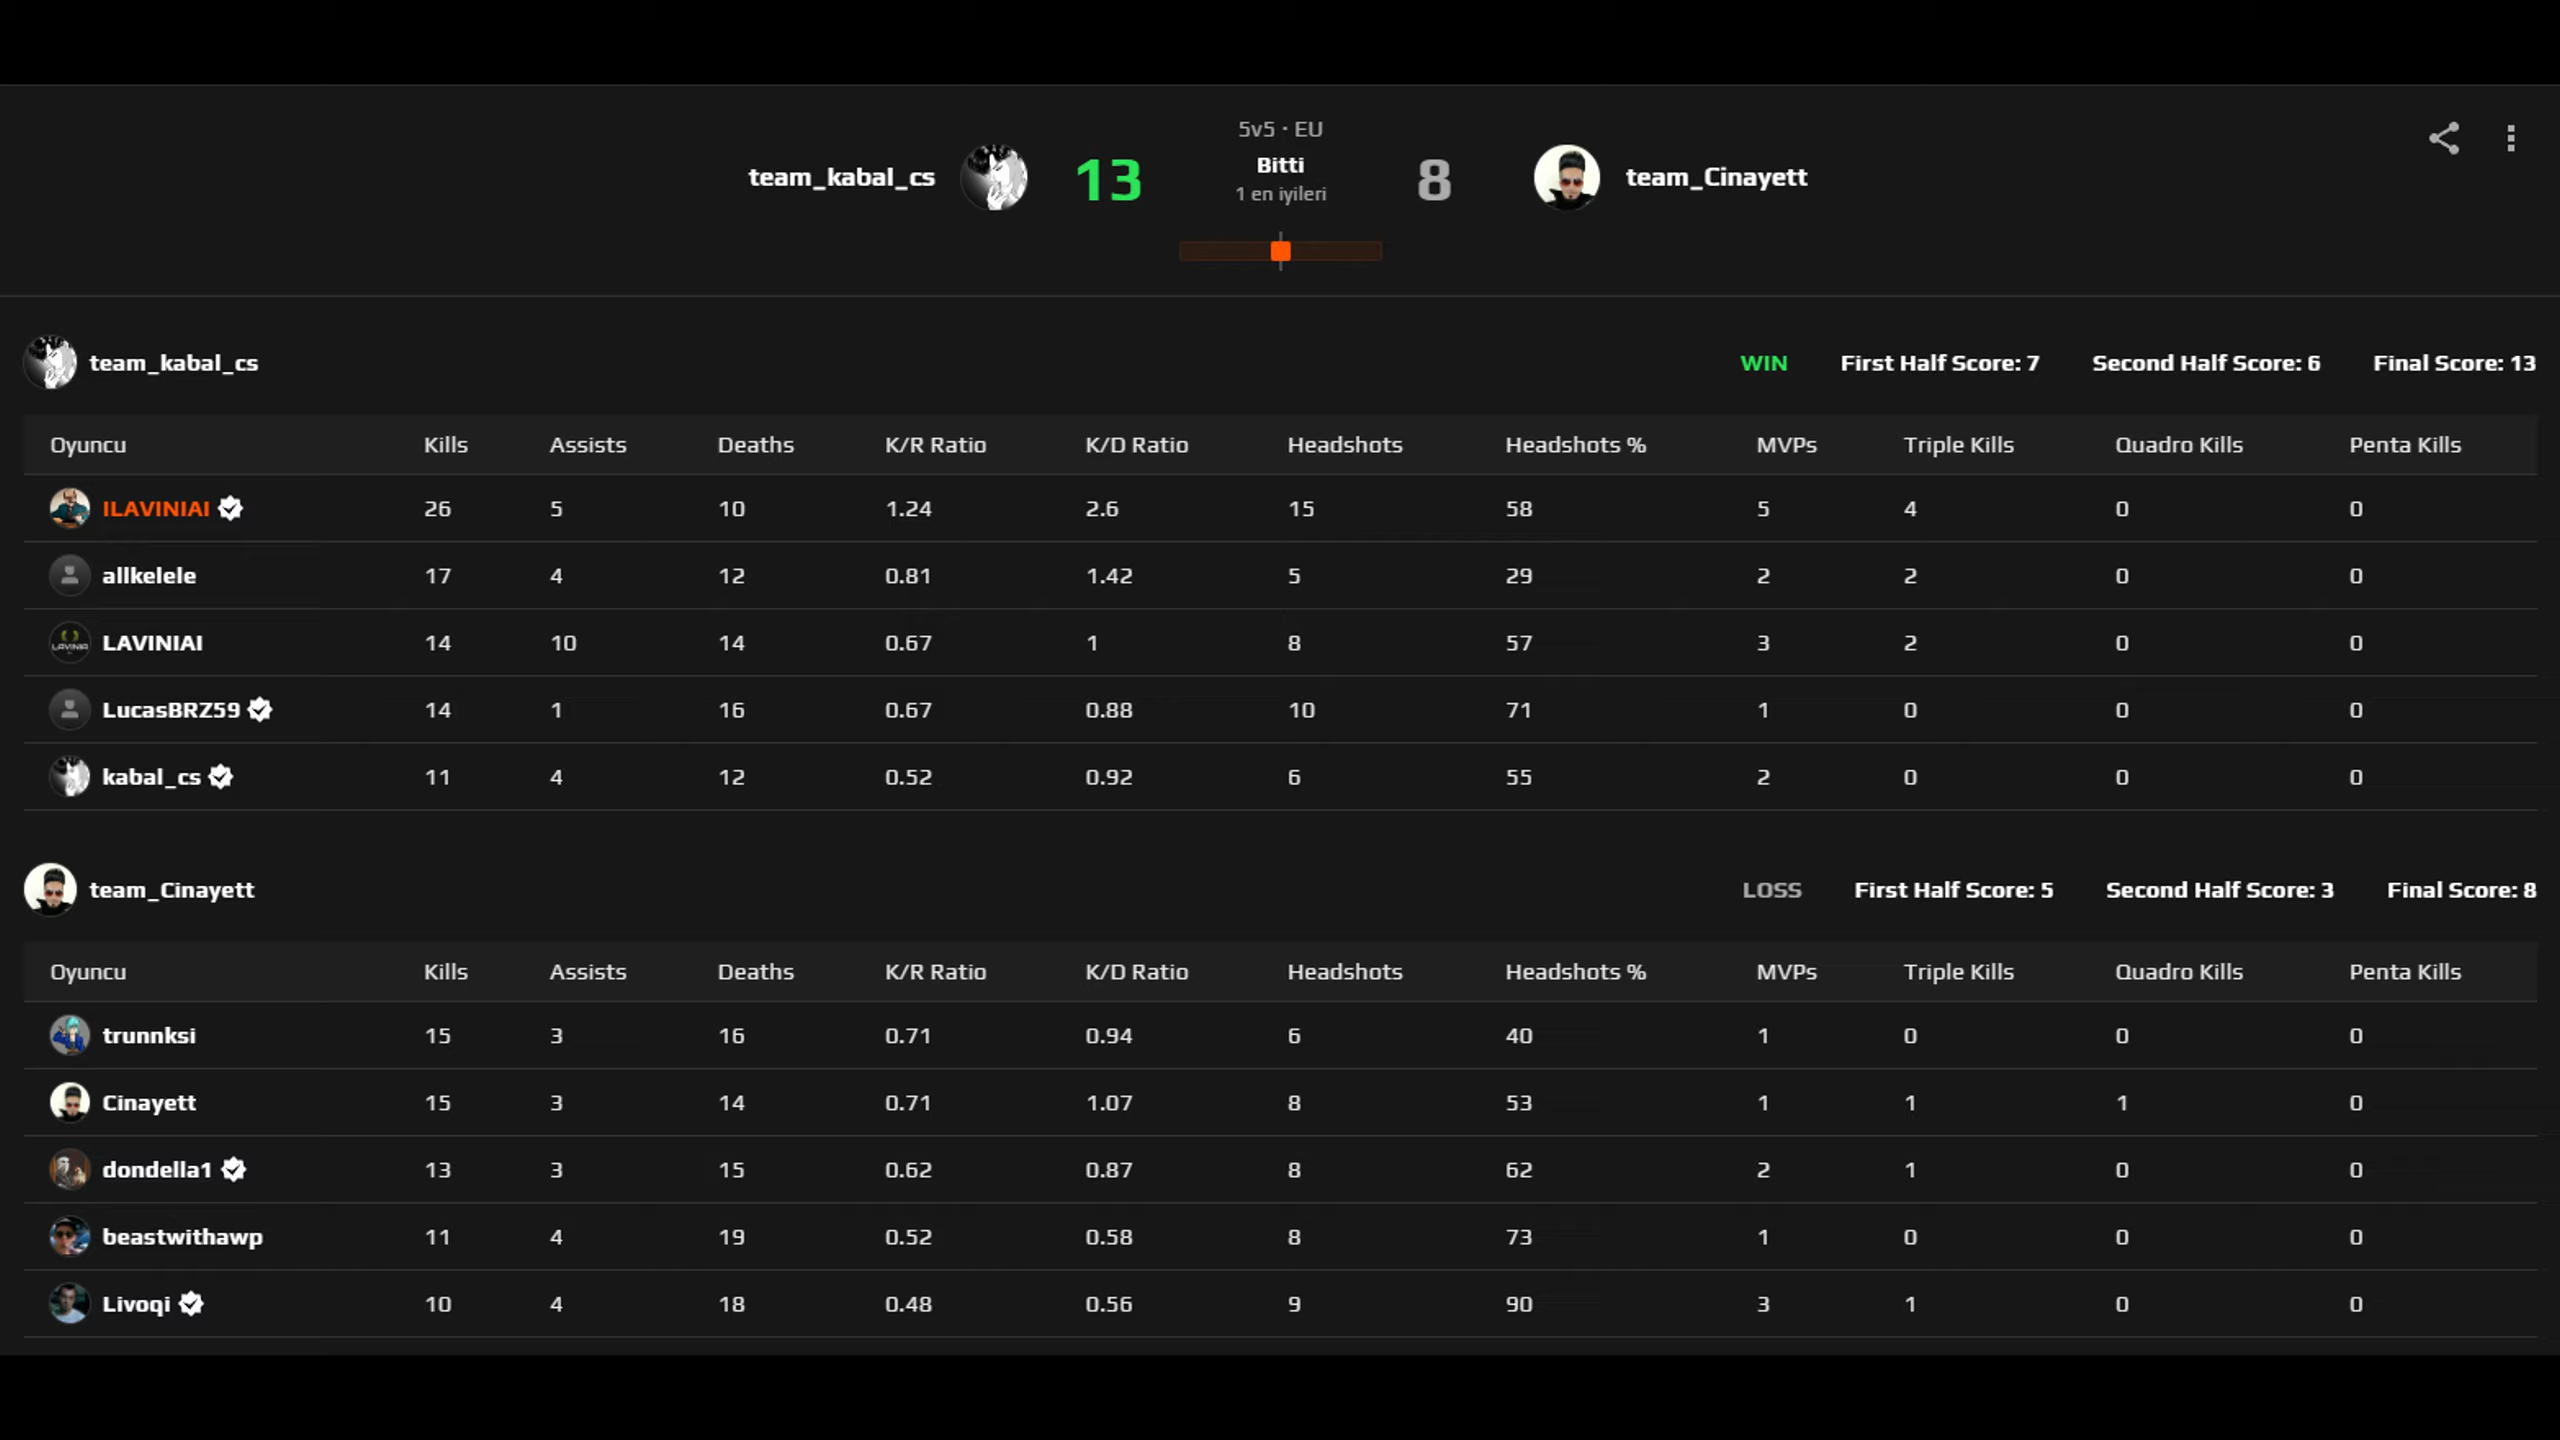 5v5 · EU
team_kabal_cs 13 Bitti 8 team_Cinayett
1 en iyileri
team_kabal_cs WIN First Half Score: 7 Second Half Score: 6 Final Score: 13
Oyuncu Kills Assists Deaths K/R Ratio K/D Ratio Headshots Headshots % MVPs Triple Kills Quadro Kills Penta Kills
ILAVINIAI 26 5 10 1.24 2.6 15 58 5 4 0 0
allkelele 17 4 12 0.81 1.42 5 29 2 2 0 0
LAVINIAI 14 10 14 0.67 1 8 57 3 2 0 0
LucasBRZ59 14 1 16 0.67 0.88 10 71 1 0 0 0
kabal_cs 11 4 12 0.52 0.92 6 55 2 0 0 0
team_Cinayett LOSS First Half Score: 5 Second Half Score: 3 Final Score: 8
Oyuncu Kills Assists Deaths K/R Ratio K/D Ratio Headshots Headshots % MVPs Triple Kills Quadro Kills Penta Kills
trunnksi 15 3 16 0.71 0.94 6 40 1 0 0 0
Cinayett 15 3 14 0.71 1.07 8 53 1 1 1 0
dondella1 13 3 15 0.62 0.87 8 62 2 1 0 0
beastwithawp 11 4 19 0.52 0.58 8 73 1 0 0 0
Livoqi 10 4 18 0.48 0.56 9 90 3 1 0 0